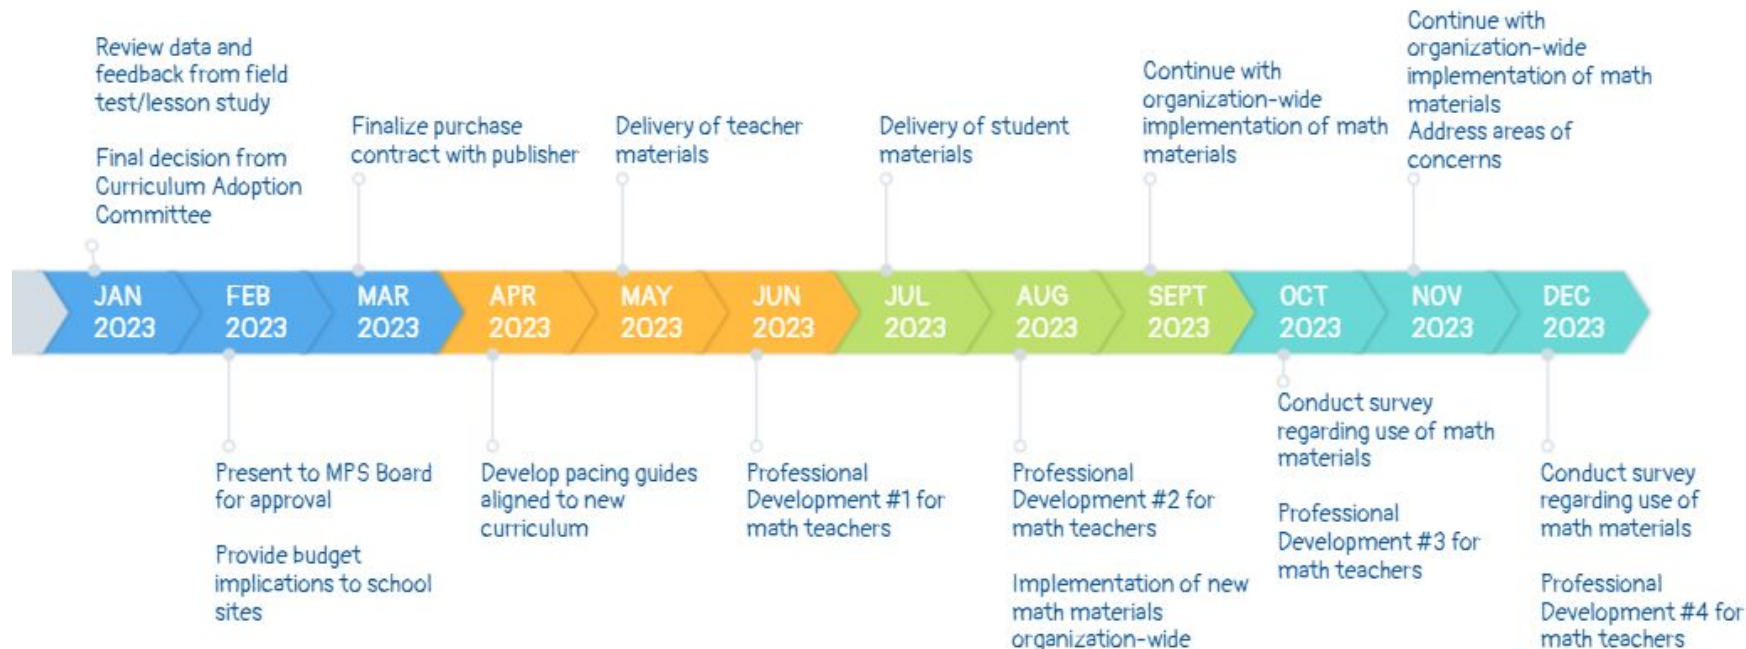 Review data and
feedback from field
test/lesson study
Final decision from
Curriculum Adoption
Committee
Finalize purchase
contract with publisher
Delivery of teacher
materials
Delivery of student
materials
Continue with
organization-wide
implementation of math
materials
Continue with
organization-wide
implementation of math
materials
Address areas of
concerns
JAN
2023
FEB
2023
MAR
2023
APR
2023
MAY
2023
JUN
2023
JUL
2023
AUG
2023
SEPT
2023
OCT
2023
NOV
2023
DEC
2023
Present to MPS Board
for approval
Provide budget
implications to school
sites
Develop pacing guides
aligned to new
curriculum
Professional
Development #1 for
math teachers
Professional
Development #2 for
math teachers
Implementation of new
math materials
organization-wide
Conduct survey
regarding use of math
materials
Professional
Development #3 for
math teachers
Conduct survey
regarding use of
math materials
Professional
Development #4 for
math teachers